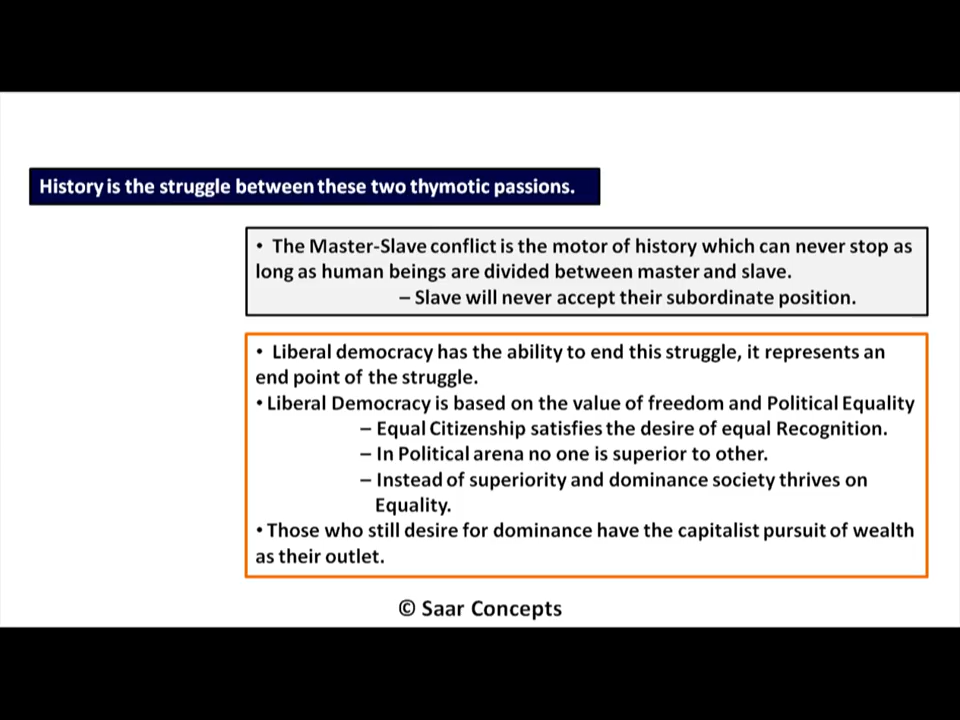 History is the struggle between these two thymotic passions.
• The Master-Slave conflict is the motor of history which can never stop as
long as human beings are divided between master and slave.
– Slave will never accept their subordinate position.
• Liberal democracy has the ability to end this struggle, it represents an
end point of the struggle.
• Liberal Democracy is based on the value of freedom and Political Equality
– Equal Citizenship satisfies the desire of equal Recognition.
– In Political arena no one is superior to other.
– Instead of superiority and dominance society thrives on
Equality.
• Those who still desire for dominance have the capitalist pursuit of wealth
as their outlet.
© Saar Concepts